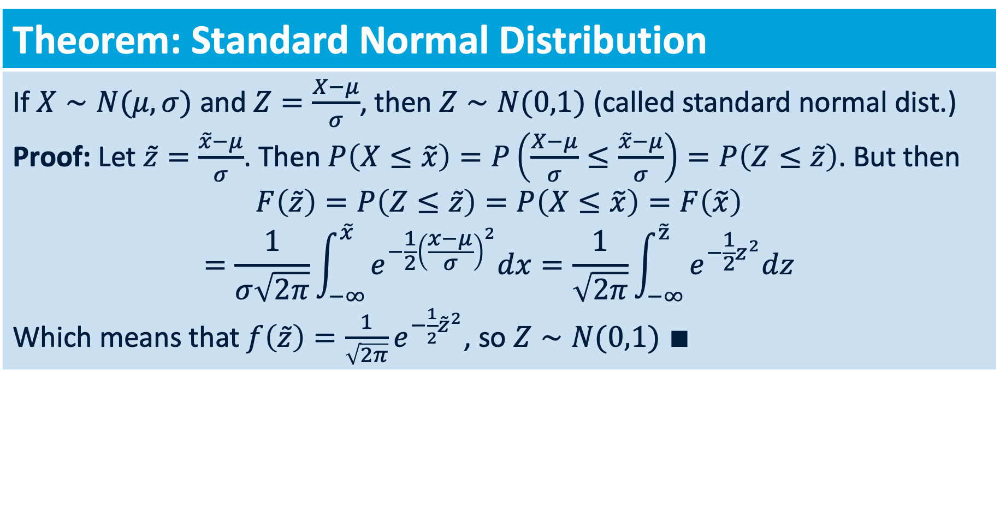 Theorem: Standard Normal Distribution
If $X \sim N(\mu, \sigma)$ and $Z = \frac{X-\mu}{\sigma}$, then $Z \sim N(0,1)$ (called standard normal dist.)
Proof: Let $\tilde{z} = \frac{\tilde{x}-\mu}{\sigma}$. Then $P(X \leq \tilde{x}) = P\left(\frac{X-\mu}{\sigma} \leq \frac{\tilde{x}-\mu}{\sigma}\right) = P(Z \leq \tilde{z})$. But then
$F(\tilde{z}) = P(Z \leq \tilde{z}) = P(X \leq \tilde{x}) = F(\tilde{x})$
$= \frac{1}{\sigma\sqrt{2\pi}} \int_{-\infty}^{\tilde{x}} e^{-\frac{1}{2}\left(\frac{x-\mu}{\sigma}\right)^2} dx = \frac{1}{\sqrt{2\pi}} \int_{-\infty}^{\tilde{z}} e^{-\frac{1}{2}z^2} dz$
Which means that $f(\tilde{z}) = \frac{1}{\sqrt{2\pi}} e^{-\frac{1}{2}\tilde{z}^2}$, so $Z \sim N(0,1)$ ■